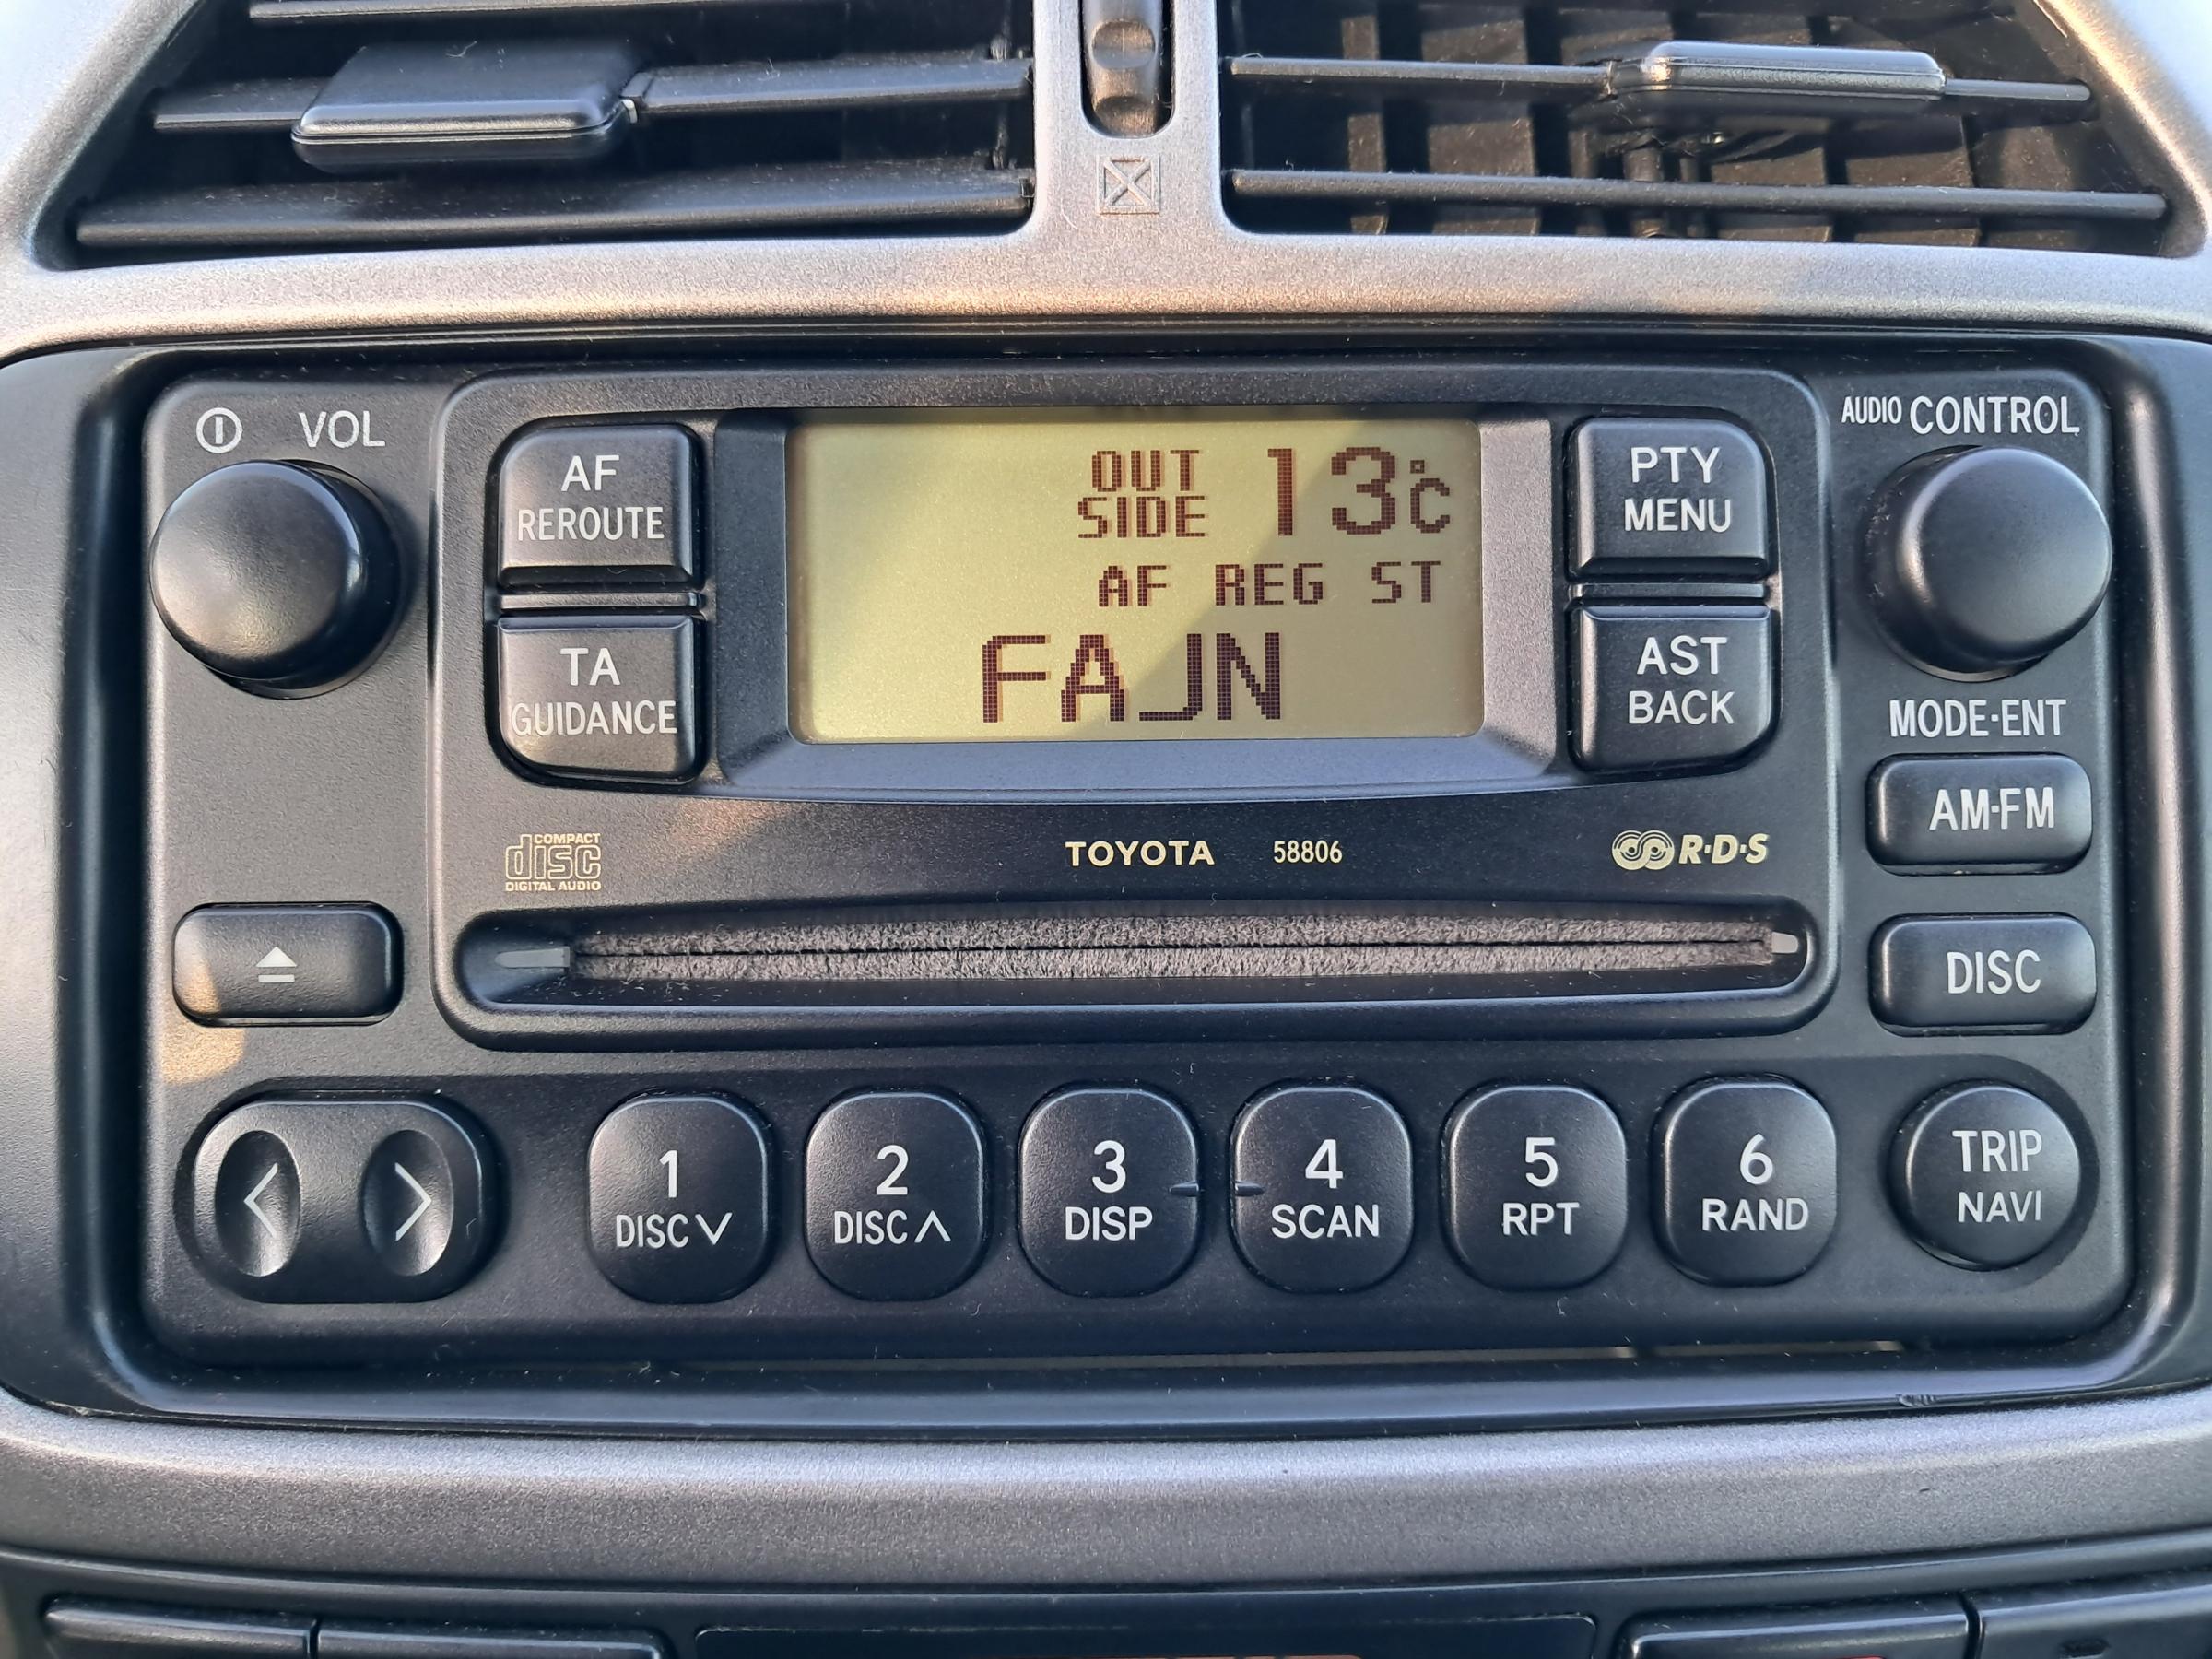 VOL
AUDIO CONTROL
AF
REROUTE
OUT
SIDE
13°C
PTY
MENU
AF REG ST
TA
GUIDANCE
FAJN
AST
BACK
MODE·ENT
AM·FM
COMPACT
disc
DIGITAL AUDIO
TOYOTA 58806
R·D·S
DISC
1
DISC
2
DISC
3
DISP
4
SCAN
5
RPT
6
RAND
TRIP
NAVI